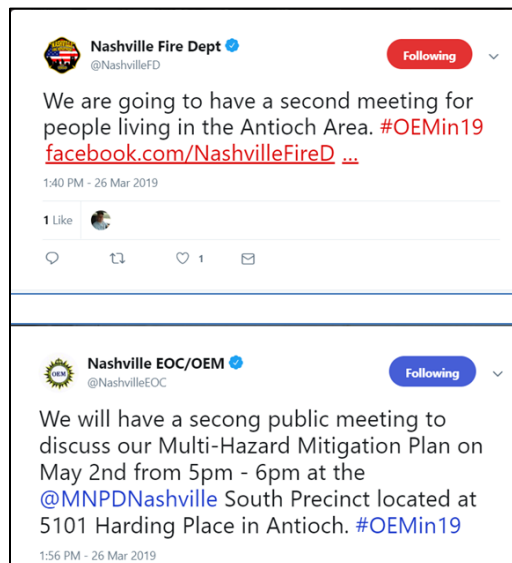 Nashville Fire Dept
@NashvilleFD
Following
We are going to have a second meeting for
people living in the Antioch Area. #OEMin19
facebook.com/NashvilleFireD ...
1:40 PM - 26 Mar 2019
1 Like
1
Nashville EOC/OEM
@NashvilleEOC
Following
OEM
We will have a secong public meeting to
discuss our Multi-Hazard Mitigation Plan on
May 2nd from 5pm - 6pm at the
@MNPDNashville South Precinct located at
5101 Harding Place in Antioch. #OEMin19
1:56 PM - 26 Mar 2019